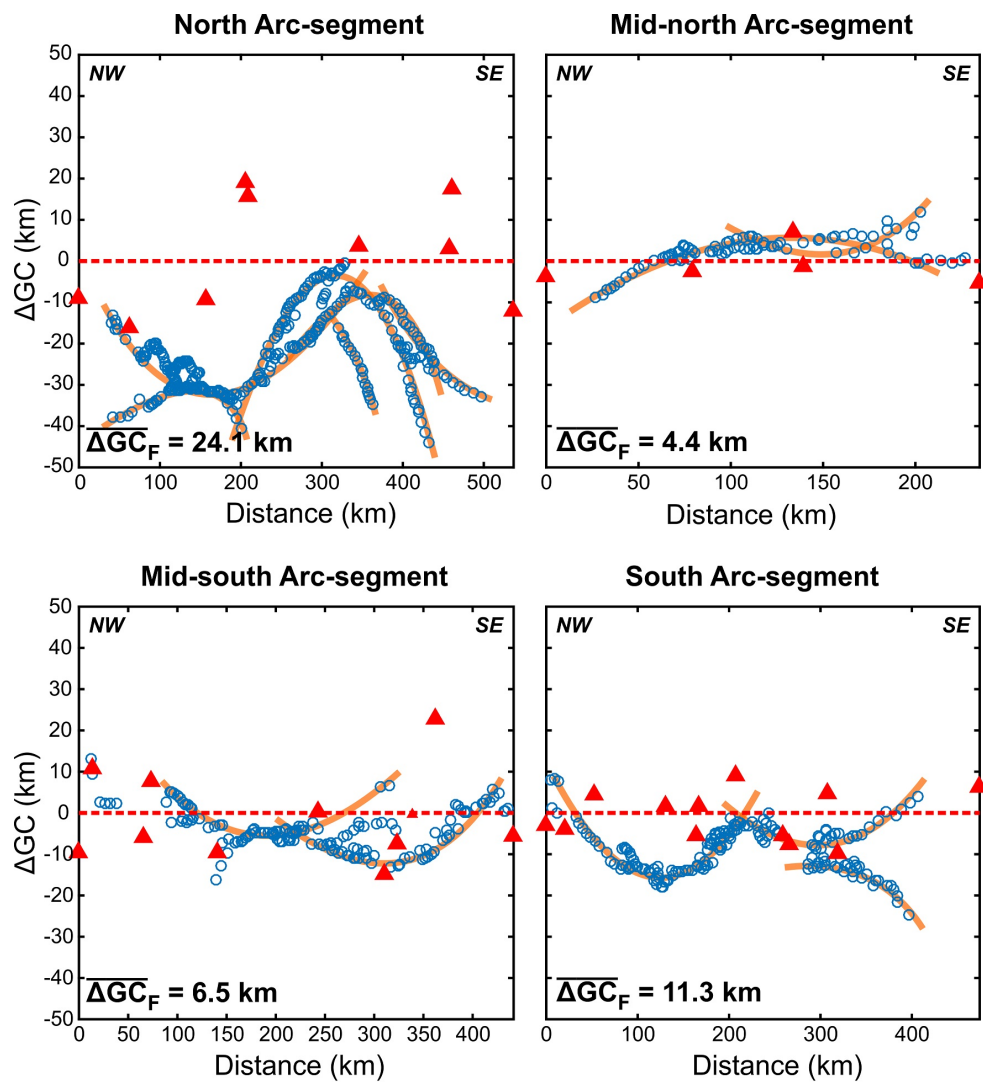 North Arc-segment
Mid-north Arc-segment
50
40
30
20
10
0
-10
-20
-30
-40
-50
ΔGC (km)
NW
SE
NW
SE
ΔGC_F = 24.1 km
ΔGC_F = 4.4 km
0 100 200 300 400 500
0 50 100 150 200
Distance (km)
Distance (km)
Mid-south Arc-segment
South Arc-segment
50
40
30
20
10
0
-10
-20
-30
-40
-50
ΔGC (km)
NW
SE
NW
SE
ΔGC_F = 6.5 km
ΔGC_F = 11.3 km
0 50 100 150 200 250 300 350 400
0 100 200 300 400
Distance (km)
Distance (km)